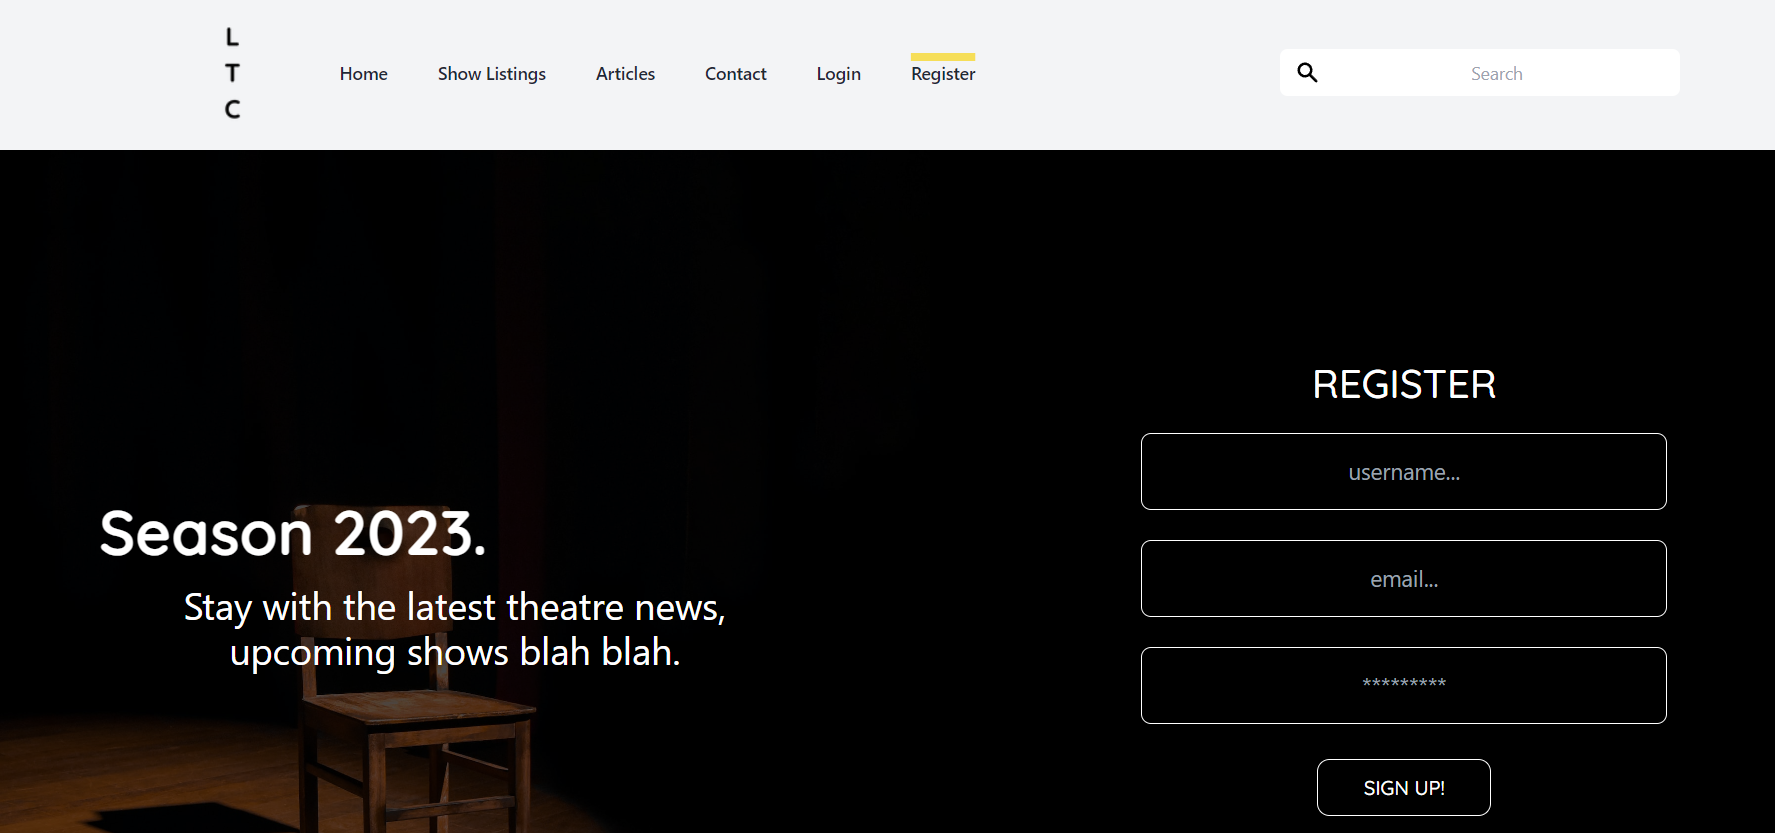 L
T
C
Home
Show Listings
Articles
Contact
Login
Register
Search
REGISTER
username...
email...
*********
SIGN UP!
Season 2023.
Stay with the latest theatre news,
upcoming shows blah blah.